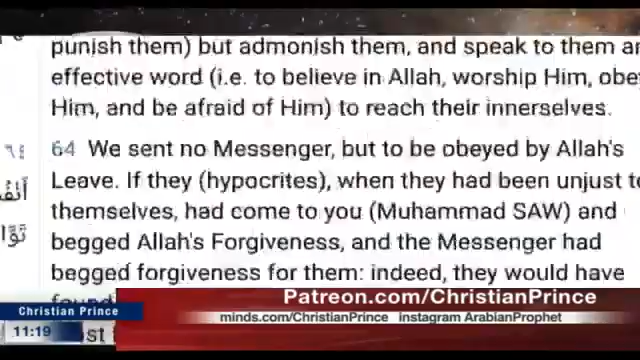 punish them) but admonish them, and speak to them an
effective word (i.e. to believe in Allah, worship Him, obey
Him, and be afraid of Him) to reach their innerselves.
64 We sent no Messenger, but to be obeyed by Allah's
Leave. If they (hypocrites), when they had been unjust to
themselves, had come to you (Muhammad SAW) and
begged Allah's Forgiveness, and the Messenger had
begged forgiveness for them: indeed, they would have
Patreon.com/ChristianPrince
Christian Prince
minds.com/ChristianPrince instagram ArabianProphet
11:19